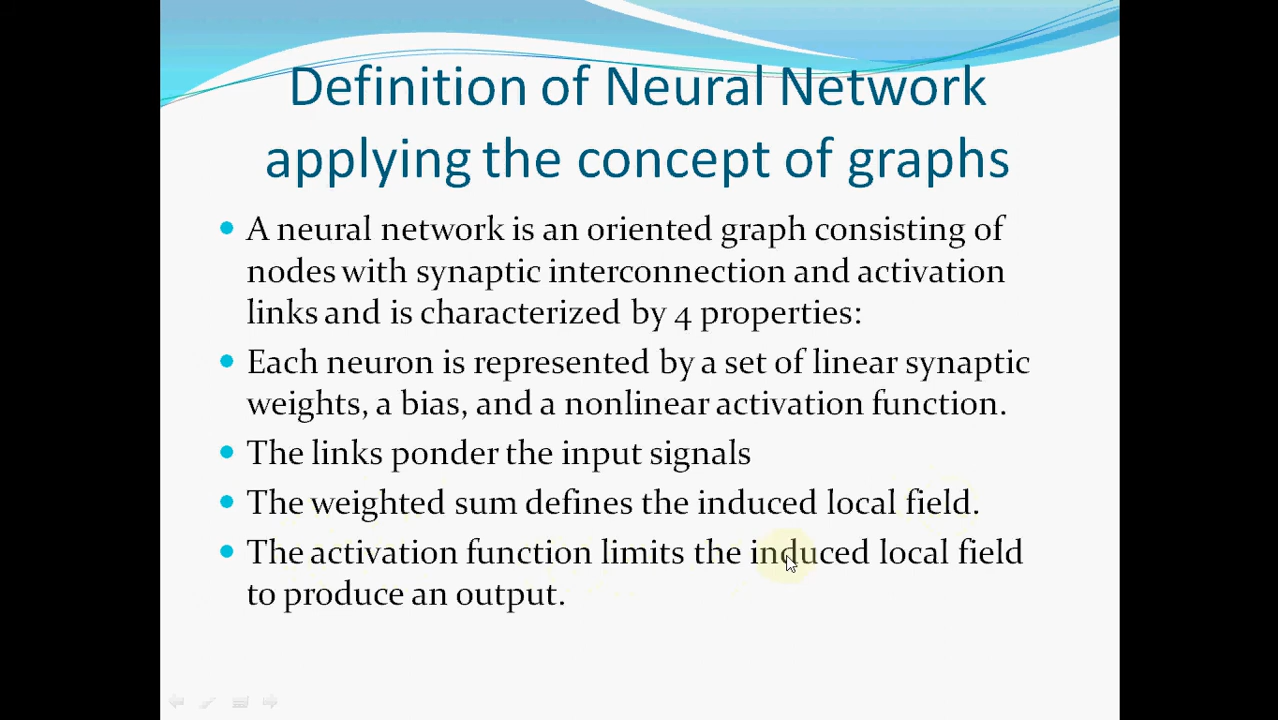 Definition of Neural Network
applying the concept of graphs
A neural network is an oriented graph consisting of
nodes with synaptic interconnection and activation
links and is characterized by 4 properties:
Each neuron is represented by a set of linear synaptic
weights, a bias, and a nonlinear activation function.
The links ponder the input signals
The weighted sum defines the induced local field.
The activation function limits the induced local field
to produce an output.